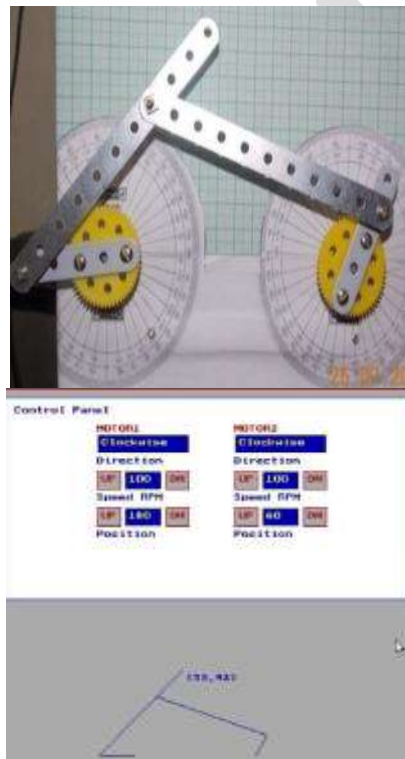 Control Panel
MOTOR1 MOTOR2
Clockwise Clockwise
Direction Direction
UP 100 DN UP 100 DN
Speed RPM Speed RPM
UP 180 DN UP 60 DN
Position Position